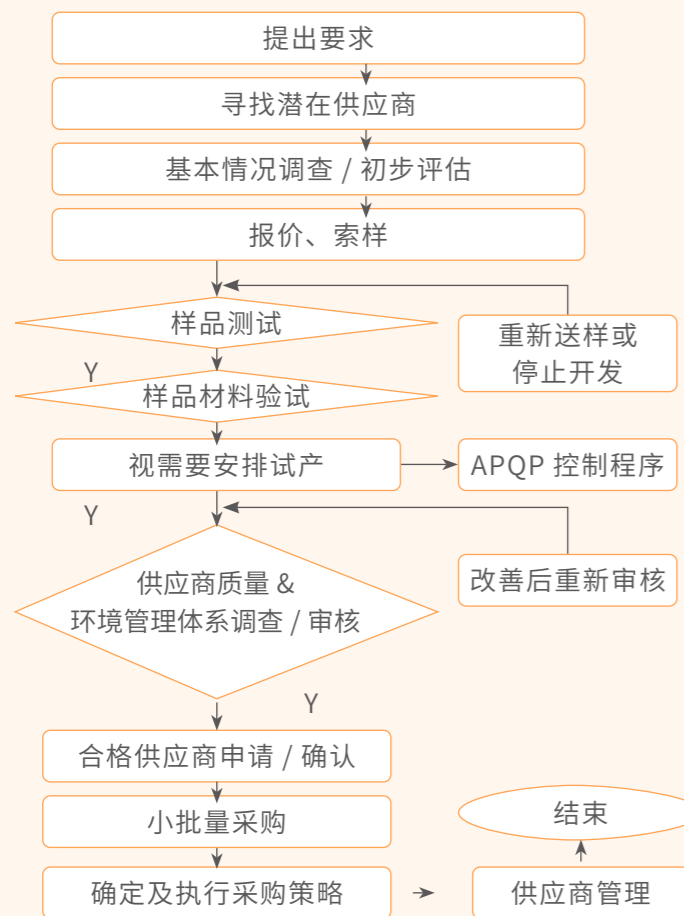 提出要求
寻找潜在供应商
基本情况调查 / 初步评估
报价、索样
样品测试
重新送样或
停止开发
Y
样品材料验试
视需要安排试产
APQP 控制程序
Y
供应商质量 &
环境管理体系调查 / 审核
改善后重新审核
Y
合格供应商申请 / 确认
小批量采购
结束
确定及执行采购策略
供应商管理